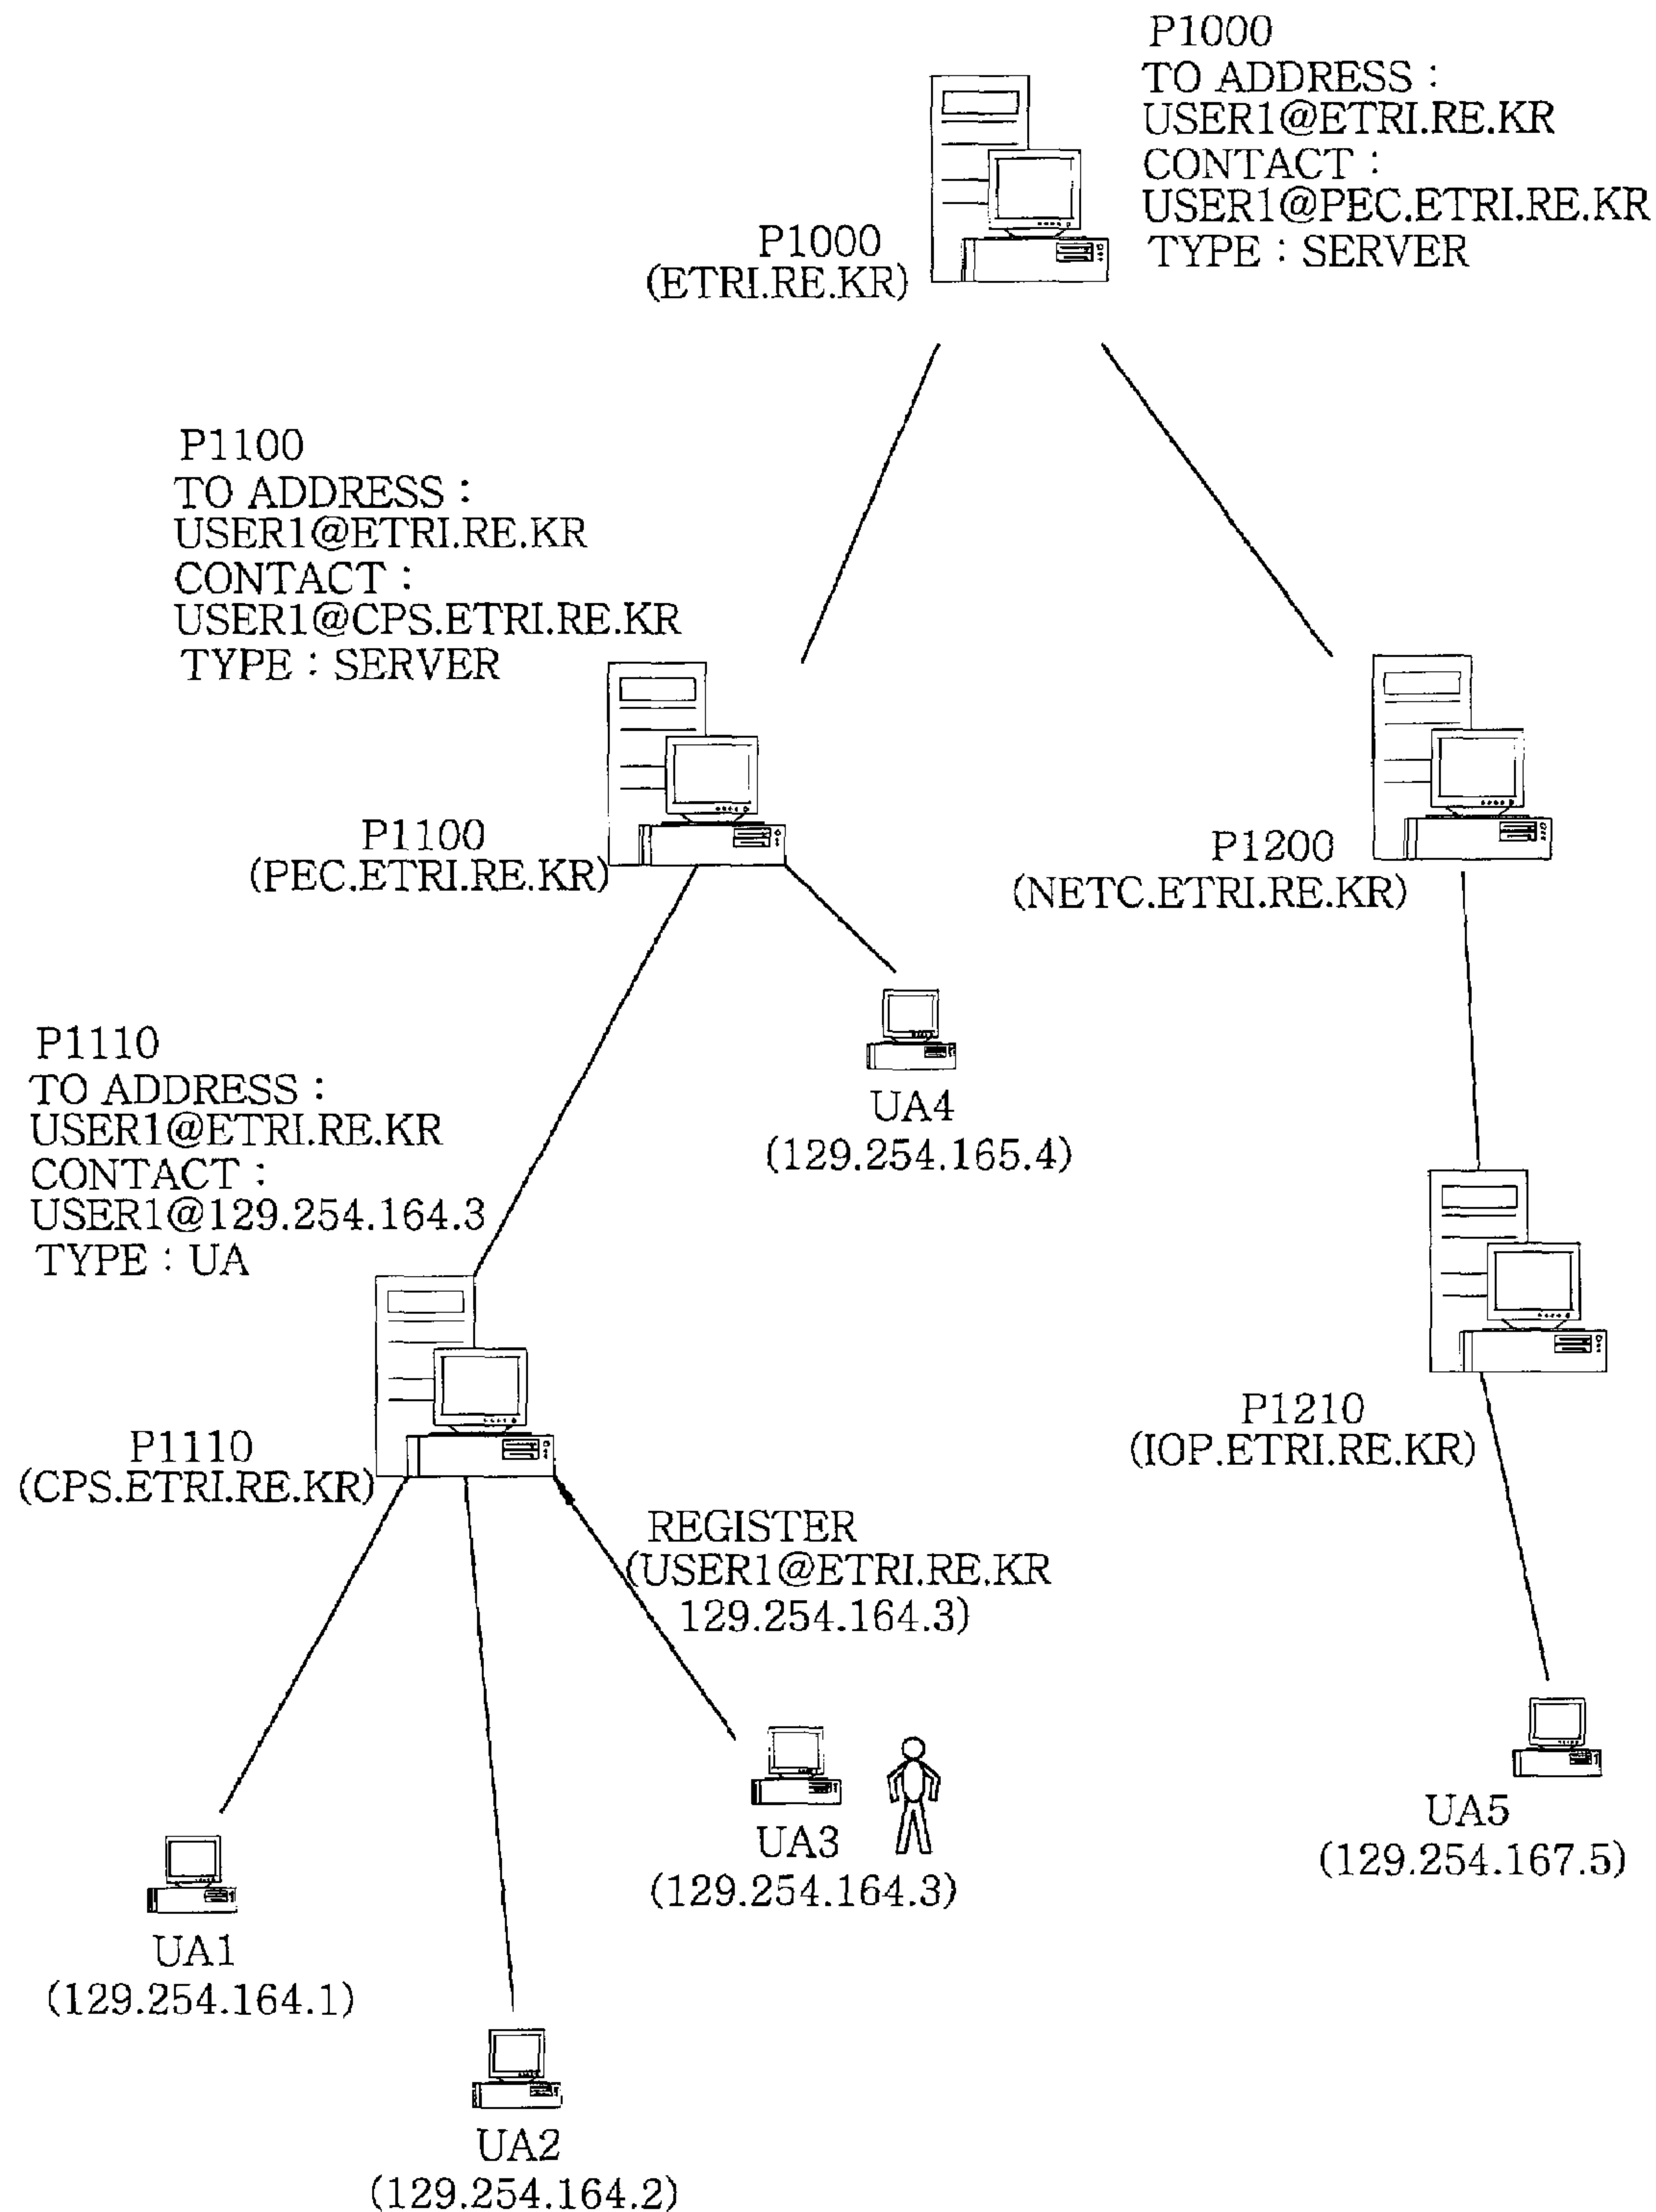 P1000
TO ADDRESS :
USER1@ETRI.RE.KR
CONTACT :
USER1@PEC.ETRI.RE.KR
TYPE : SERVER
P1000
(ETRI.RE.KR)
P1100
TO ADDRESS :
USER1@ETRI.RE.KR
CONTACT :
USER1@CPS.ETRI.RE.KR
TYPE : SERVER
P1100
(PEC.ETRI.RE.KR)
P1200
(NETC.ETRI.RE.KR)
UA4
(129.254.165.4)
P1110
TO ADDRESS :
USER1@ETRI.RE.KR
CONTACT :
USER1@129.254.164.3
TYPE : UA
P1110
(CPS.ETRI.RE.KR)
P1210
(IOP.ETRI.RE.KR)
REGISTER
(USER1@ETRI.RE.KR
129.254.164.3)
UA3
(129.254.164.3)
UA5
(129.254.167.5)
UA1
(129.254.164.1)
UA2
(129.254.164.2)